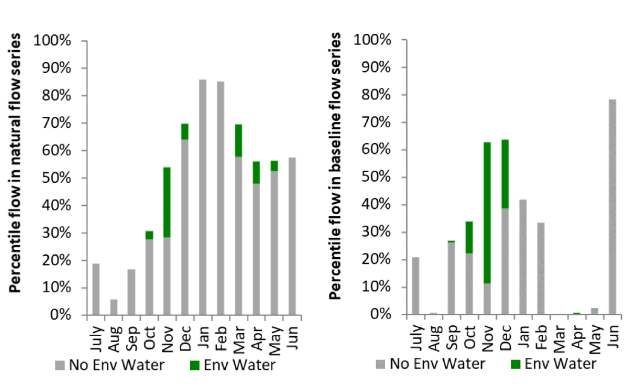 Percentile flow in natural flow series
100%
90%
80%
70%
60%
50%
40%
30%
20%
10%
0%
July
Aug
Sep
Oct
Nov
Dec
Jan
Feb
Mar
Apr
May
Jun
No Env Water
Env Water
Percentile flow in baseline flow series
100%
90%
80%
70%
60%
50%
40%
30%
20%
10%
0%
July
Aug
Sep
Oct
Nov
Dec
Jan
Feb
Mar
Apr
May
Jun
No Env Water
Env Water